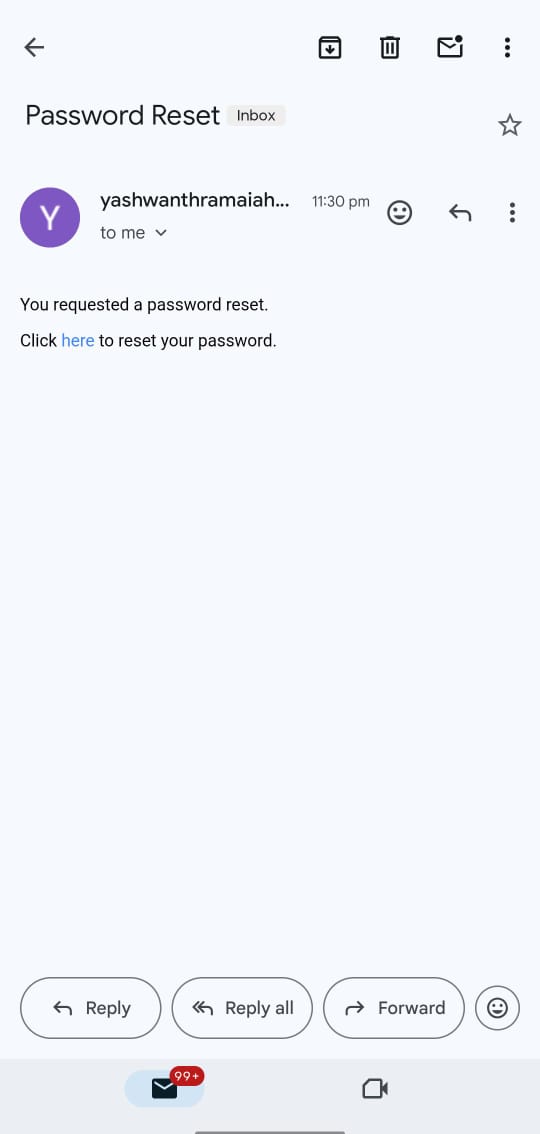 Password Reset Inbox
Y
yashwanthramaiah... 11:30 pm
to me
You requested a password reset.
Click here to reset your password.
Reply Reply all Forward
99+